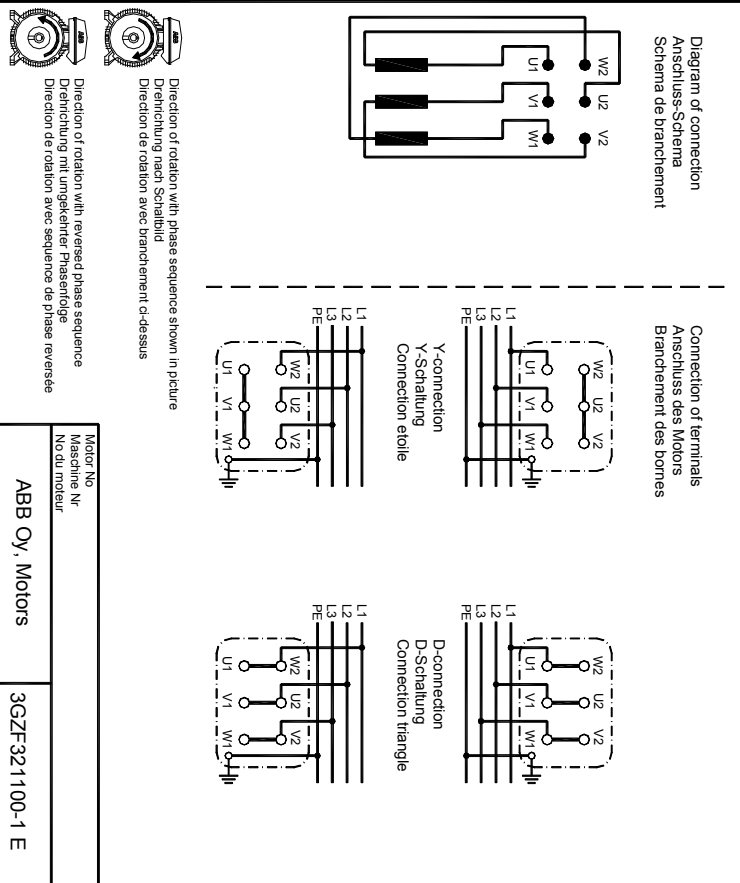 Diagram of connection
Anschluss-Schema
Schema de branchement
W2 U2 V2
U1 V1 W1
Connection of terminals
Anschluss des Motors
Branchement des bornes
W2 U2 V2
U1 V1 W1
L1
L2
L3
PE
Y-connection
Y-Schaltung
Connection etoile
L1
L2
L3
PE
W2 U2 V2
U1 V1 W1
W2 U2 V2
U1 V1 W1
L1
L2
L3
PE
D-connection
D-Schaltung
Connection triangle
L1
L2
L3
PE
W2 U2 V2
U1 V1 W1
ABB
Direction of rotation with phase sequence shown in picture
Drehrichtung nach Schaltbild
Direction de rotation avec branchement ci-dessus
ABB
Direction of rotation with reversed phase sequence
Drehrichtung mit umgekehrter Phasenfolge
Direction de rotation avec sequence de phase reversée
Motor No
Maschine Nr
No du moteur
ABB Oy, Motors
3GZF321100-1 E